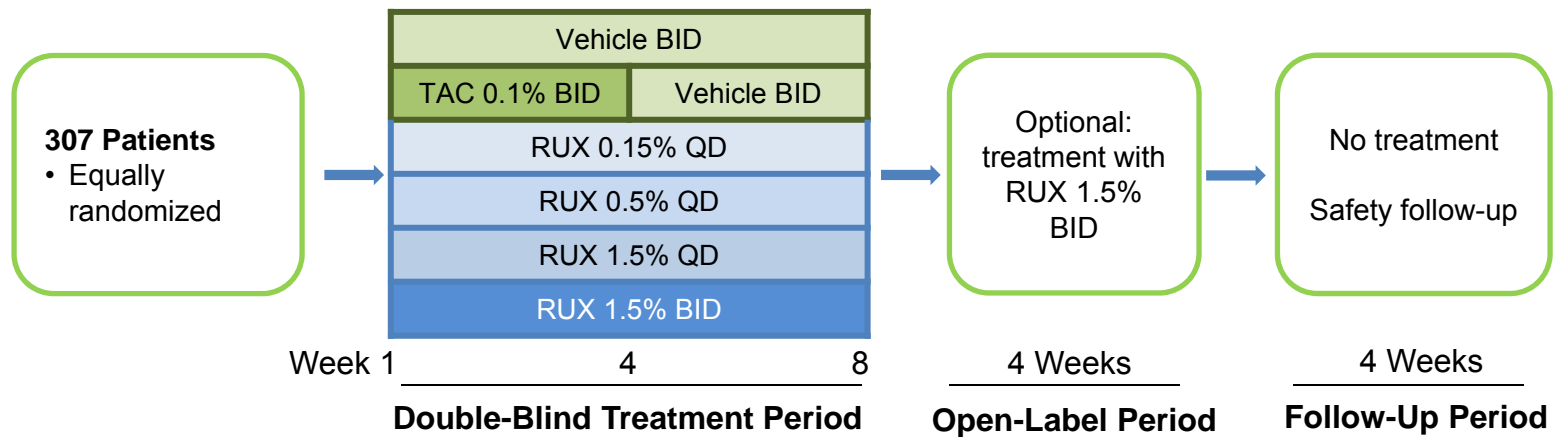 307 Patients
• Equally
randomized
Vehicle BID
TAC 0.1% BID
Vehicle BID
RUX 0.15% QD
RUX 0.5% QD
RUX 1.5% QD
RUX 1.5% BID
Optional:
treatment with
RUX 1.5%
BID
No treatment
Safety follow-up
Week 1
4
8
4 Weeks
4 Weeks
Double-Blind Treatment Period
Open-Label Period
Follow-Up Period